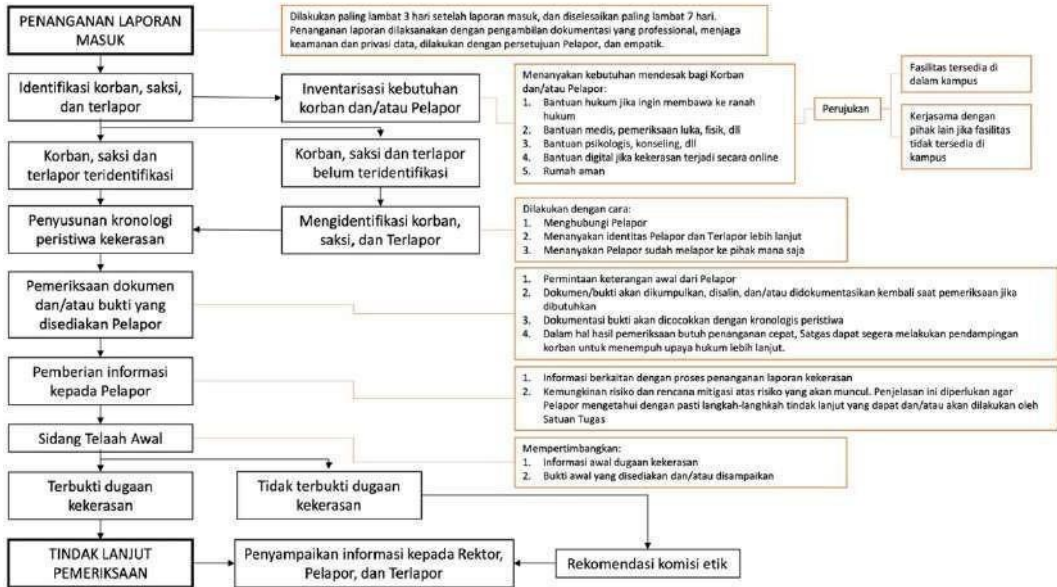 PENANGANAN LAPORAN
MASUK
Dilakukan paling lambat 3 hari setelah laporan masuk, dan diselesaikan paling lambat 7 hari.
Penanganan laporan dilaksanakan dengan pengambilan dokumentasi yang professional, menjaga
keamanan dan privasi data, dilakukan dengan persetujuan Pelapor, dan empatik.
Identifikasi korban, saksi,
dan terlapor
Inventarisasi kebutuhan
korban dan/atau Pelapor
Menanyakan kebutuhan mendesak bagi Korban
dan/atau Pelapor:
1. Bantuan hukum jika ingin membawa ke ranah
hukum
2. Bantuan medis, pemeriksaan luka, fisik, dll
3. Bantuan psikologis, konseling, dll
4. Bantuan digital jika kekerasan terjadi secara online
5. Rumah aman
Perujukan
Fasilitas tersedia di
dalam kampus
Kerjasama dengan
pihak lain jika fasilitas
tidak tersedia di
kampus
Korban, saksi dan
terlapor teridentifikasi
Korban, saksi dan terlapor
belum teridentifikasi
Penyusunan kronologi
peristiwa kekerasan
Mengidentifikasi korban,
saksi, dan Terlapor
Dilakukan dengan cara:
1. Menghubungi Pelapor
2. Menanyakan identitas Pelapor dan Terlapor lebih lanjut
3. Menanyakan Pelapor sudah melapor ke pihak mana saja
Pemeriksaan dokumen
dan/atau bukti yang
disediakan Pelapor
1. Permintaan keterangan awal dari Pelapor
2. Dokumen/bukti akan dikumpulkan, disalin, dan/atau didokumentasikan kembali saat pemeriksaan jika
dibutuhkan
3. Dokumentasi bukti akan dicocokkan dengan kronologis peristiwa
4. Dalam hal hasil pemeriksaan butuh penanganan cepat, Satgas dapat segera melakukan pendampingan
korban untuk menempuh upaya hukum lebih lanjut.
Pemberian informasi
kepada Pelapor
1. Informasi berkaitan dengan proses penanganan laporan kekerasan
2. Kemungkinan risiko dan rencana mitigasi atas risiko yang akan muncul. Penjelasan ini diperlukan agar
Pelapor mengetahui dengan pasti langkah-langhkah tindak lanjut yang dapat dan/atau akan dilakukan oleh
Satuan Tugas
Sidang Telaah Awal
Mempertimbangkan:
1. Informasi awal dugaan kekerasan
2. Bukti awal yang disediakan dan/atau disampaikan
Terbukti dugaan
kekerasan
Tidak terbukti dugaan
kekerasan
TINDAK LANJUT
PEMERIKSAAN
Penyampaikan informasi kepada Rektor,
Pelapor, dan Terlapor
Rekomendasi komisi etik